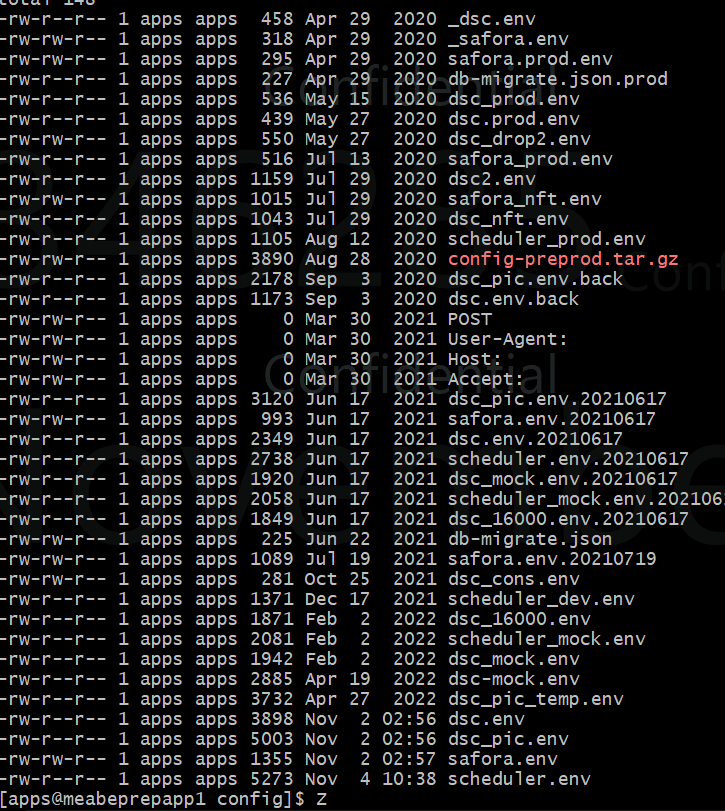 total 148
-rw-r--r-- 1 apps apps  458 Apr 29  2020 _dsc.env
-rw-rw-r-- 1 apps apps  318 Apr 29  2020 _safora.env
-rw-r--r-- 1 apps apps  295 Apr 29  2020 safora.prod.env
-rw-rw-r-- 1 apps apps  227 Apr 29  2020 db-migrate.json.prod
-rw-r--r-- 1 apps apps  536 May 15  2020 dsc_prod.env
-rw-r--r-- 1 apps apps  439 May 27  2020 dsc.prod.env
-rw-rw-r-- 1 apps apps  550 May 27  2020 dsc_drop2.env
-rw-rw-r-- 1 apps apps  516 Jul 13  2020 safora_prod.env
-rw-r--r-- 1 apps apps 1159 Jul 29  2020 dsc2.env
-rw-rw-r-- 1 apps apps 1015 Jul 29  2020 safora_nft.env
-rw-r--r-- 1 apps apps 1043 Jul 29  2020 dsc_nft.env
-rw-r--r-- 1 apps apps 1105 Aug 12  2020 scheduler_prod.env
-rw-rw-r-- 1 apps apps 3890 Aug 28  2020 config-preprod.tar.gz
-rw-r--r-- 1 apps apps 2178 Sep  3  2020 dsc_pic.env.back
-rw-r--r-- 1 apps apps 1173 Sep  3  2020 dsc.env.back
-rw-rw-r-- 1 apps apps    0 Mar 30  2021 POST
-rw-rw-r-- 1 apps apps    0 Mar 30  2021 User-Agent:
-rw-rw-r-- 1 apps apps    0 Mar 30  2021 Host:
-rw-rw-r-- 1 apps apps    0 Mar 30  2021 Accept:
-rw-rw-r-- 1 apps apps 3120 Jun 17  2021 dsc_pic.env.20210617
-rw-rw-r-- 1 apps apps  993 Jun 17  2021 safora.env.20210617
-rw-r--r-- 1 apps apps 2349 Jun 17  2021 dsc.env.20210617
-rw-r--r-- 1 apps apps 2738 Jun 17  2021 scheduler.env.20210617
-rw-rw-r-- 1 apps apps 1920 Jun 17  2021 dsc_mock.env.20210617
-rw-rw-r-- 1 apps apps 2058 Jun 17  2021 scheduler_mock.env.2021061
-rw-r--r-- 1 apps apps 1849 Jun 17  2021 dsc_16000.env.20210617
-rw-rw-r-- 1 apps apps  225 Jun 22  2021 db-migrate.json
-rw-rw-r-- 1 apps apps 1089 Jul 19  2021 safora.env.20210719
-rw-rw-r-- 1 apps apps  281 Oct 25  2021 dsc_cons.env
-rw-r--r-- 1 apps apps 1371 Dec 17  2021 scheduler_dev.env
-rw-r--r-- 1 apps apps 1871 Feb  2  2022 dsc_16000.env
-rw-r--r-- 1 apps apps 2081 Feb  2  2022 scheduler_mock.env
-rw-r--r-- 1 apps apps 1942 Feb  2  2022 dsc_mock.env
-rw-rw-r-- 1 apps apps 2885 Apr 19  2022 dsc-mock.env
-rw-rw-r-- 1 apps apps 3732 Apr 27  2022 dsc_pic_temp.env
-rw-r--r-- 1 apps apps 3898 Nov  2 02:56 dsc.env
-rw-r--r-- 1 apps apps 5003 Nov  2 02:56 dsc_pic.env
-rw-rw-r-- 1 apps apps 1355 Nov  2 02:57 safora.env
-rw-r--r-- 1 apps apps 5273 Nov  4 10:38 scheduler.env
[apps@meabeprepapp1 config]$ Z
Confidential
Confidential